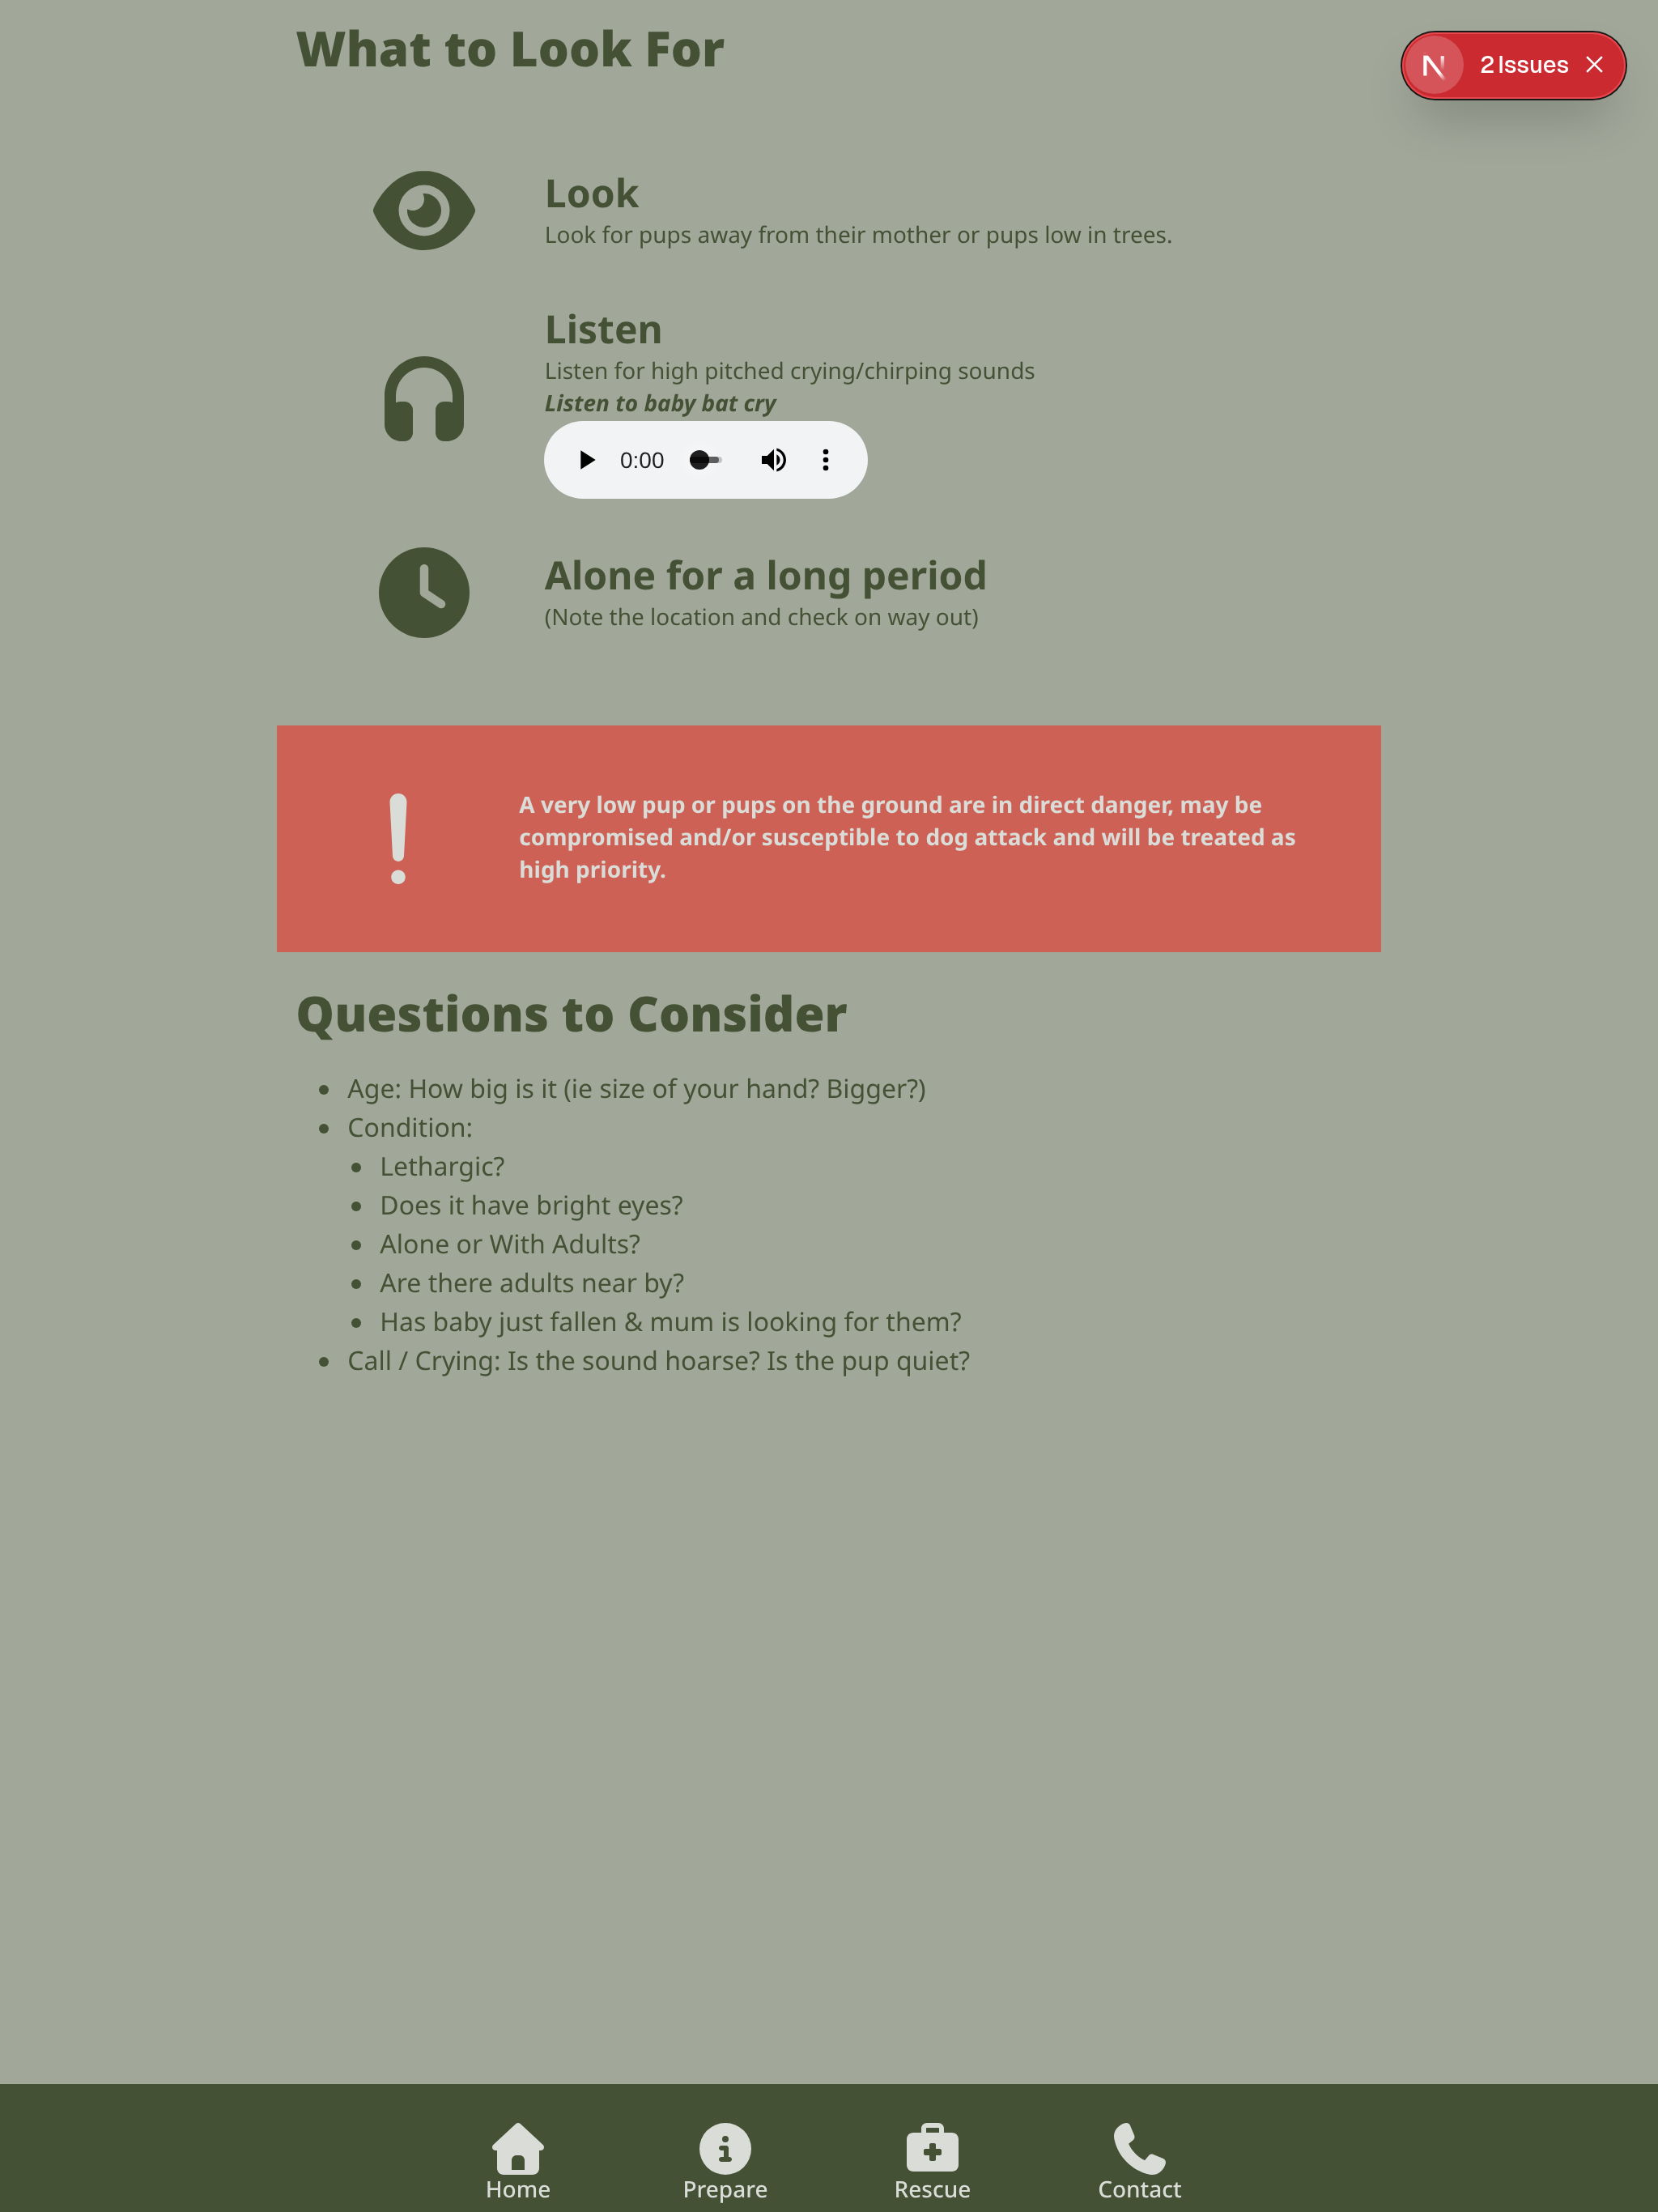 What to Look For
N 2 Issues
Look
Look for pups away from their mother or pups low in trees.
Listen
Listen for high pitched crying/chirping sounds
Listen to baby bat cry
0:00
Alone for a long period
(Note the location and check on way out)
A very low pup or pups on the ground are in direct danger, may be
compromised and/or susceptible to dog attack and will be treated as
high priority.
Questions to Consider
Age: How big is it (ie size of your hand? Bigger?)
Condition:
Lethargic?
Does it have bright eyes?
Alone or With Adults?
Are there adults near by?
Has baby just fallen & mum is looking for them?
Call / Crying: Is the sound hoarse? Is the pup quiet?
Home
Prepare
Rescue
Contact